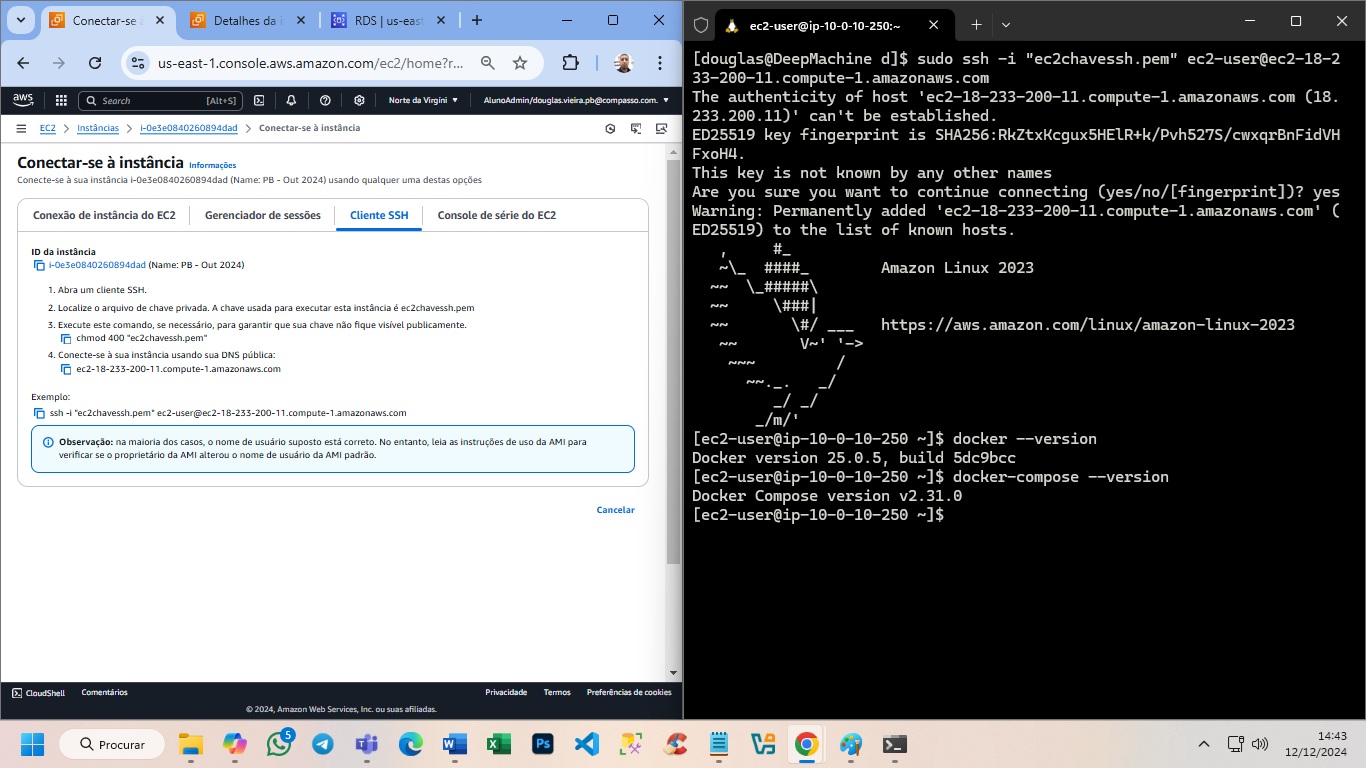 Conectar-se à
Detalhes da i
RDS | us-east
us-east-1.console.aws.amazon.com/ec2/home?r...
aws
Search
[Alt+S]
Norte da Virgíni
AlunoAdmin/douglas.vieira.pb@compasso.com.
EC2
Instâncias
i-0e3e0840260894dad
Conectar-se à instância
Conectar-se à instância Informações
Conecte-se à sua instância i-0e3e0840260894dad (Name: PB - Out 2024) usando qualquer uma destas opções
Conexão de instância do EC2
Gerenciador de sessões
Cliente SSH
Console de série do EC2
ID da instância
i-0e3e0840260894dad (Name: PB - Out 2024)
1. Abra um cliente SSH.
2. Localize o arquivo de chave privada. A chave usada para executar esta instância é ec2chavessh.pem
3. Execute este comando, se necessário, para garantir que sua chave não fique visível publicamente.
chmod 400 "ec2chavessh.pem"
4. Conecte-se à sua instância usando sua DNS pública:
ec2-18-233-200-11.compute-1.amazonaws.com
Exemplo:
ssh -i "ec2chavessh.pem" ec2-user@ec2-18-233-200-11.compute-1.amazonaws.com
Observação: na maioria dos casos, o nome de usuário suposto está correto. No entanto, leia as instruções de uso da AMI para
verificar se o proprietário da AMI alterou o nome de usuário da AMI padrão.
Cancelar
CloudShell
Comentários
Privacidade
Termos
Preferências de cookies
© 2024, Amazon Web Services, Inc. ou suas afiliadas.
ec2-user@ip-10-0-10-250:~
[douglas@DeepMachine d]$ sudo ssh -i "ec2chavessh.pem" ec2-user@ec2-18-2
33-200-11.compute-1.amazonaws.com
The authenticity of host 'ec2-18-233-200-11.compute-1.amazonaws.com (18.
233.200.11)' can't be established.
ED25519 key fingerprint is SHA256:RkZtxKcgux5HElR+k/Pvh527S/cwxqrBnFidVH
FxoH4.
This key is not known by any other names
Are you sure you want to continue connecting (yes/no/[fingerprint])? yes
Warning: Permanently added 'ec2-18-233-200-11.compute-1.amazonaws.com' (
ED25519) to the list of known hosts.
   ,     #_
   ~\_  ####_        Amazon Linux 2023
  ~~  \_#####\
  ~~     \###|
  ~~       \#/ ___   https://aws.amazon.com/linux/amazon-linux-2023
   ~~       V~' '->
    ~~~         /
      ~~._.   _/
         _/ _/
       _/m/'
[ec2-user@ip-10-0-10-250 ~]$ docker --version
Docker version 25.0.5, build 5dc9bcc
[ec2-user@ip-10-0-10-250 ~]$ docker-compose --version
Docker Compose version v2.31.0
[ec2-user@ip-10-0-10-250 ~]$
Procurar
5
Ps
14:43
12/12/2024